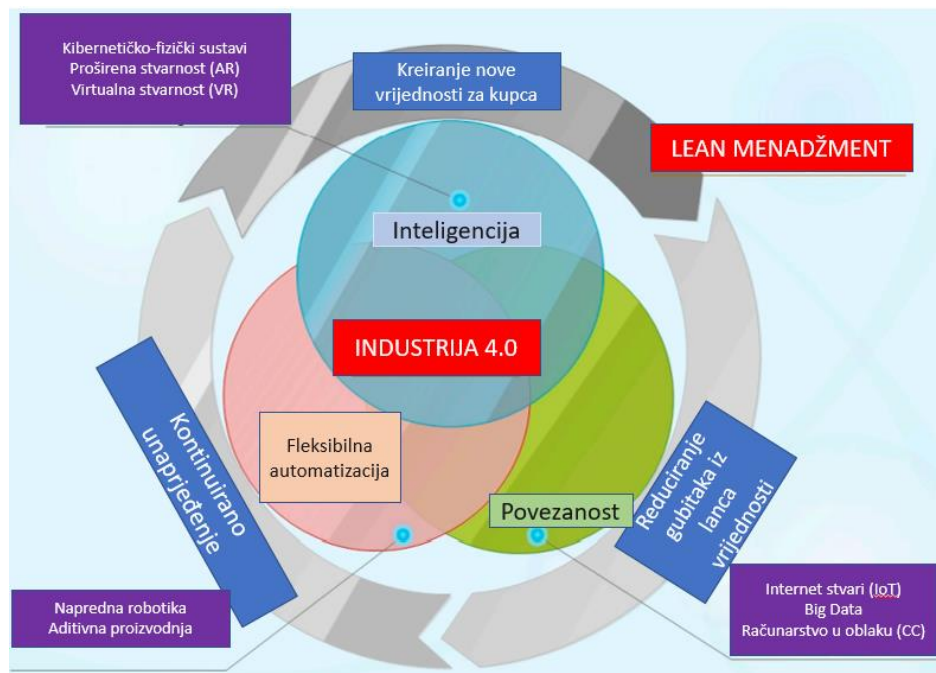 Kibernetičko-fizički sustavi
Proširena stvarnost (AR)
Virtualna stvarnost (VR)
Kreiranje nove
vrijednosti za kupca
LEAN MENADŽMENT
Inteligencija
INDUSTRIJA 4.0
Fleksibilna
automatizacija
Povezanost
Kontinuirano
unaprjeđenje
Reduciranje
gubitaka iz
lanca
vrijednosti
Napredna robotika
Aditivna proizvodnja
Internet stvari (IoT)
Big Data
Računarstvo u oblaku (CC)